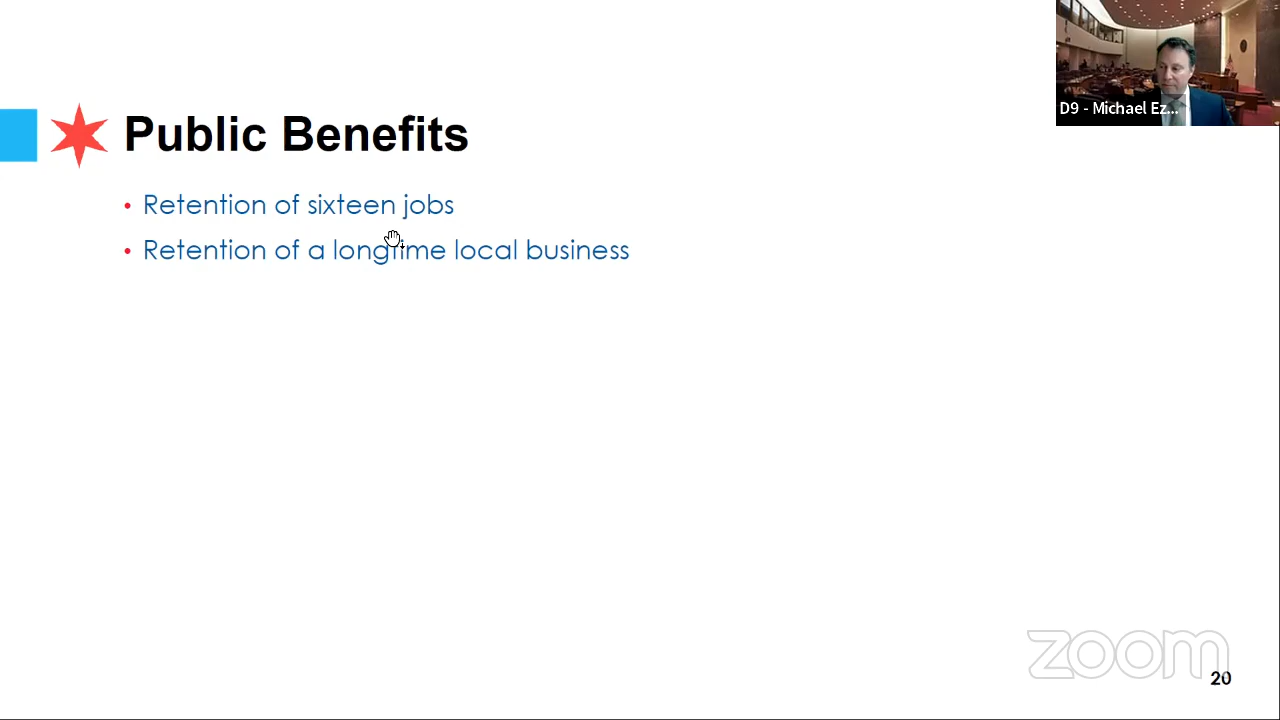 D9 - Michael Ez...
Public Benefits
• Retention of sixteen jobs
• Retention of a longtime local business
zoom
20